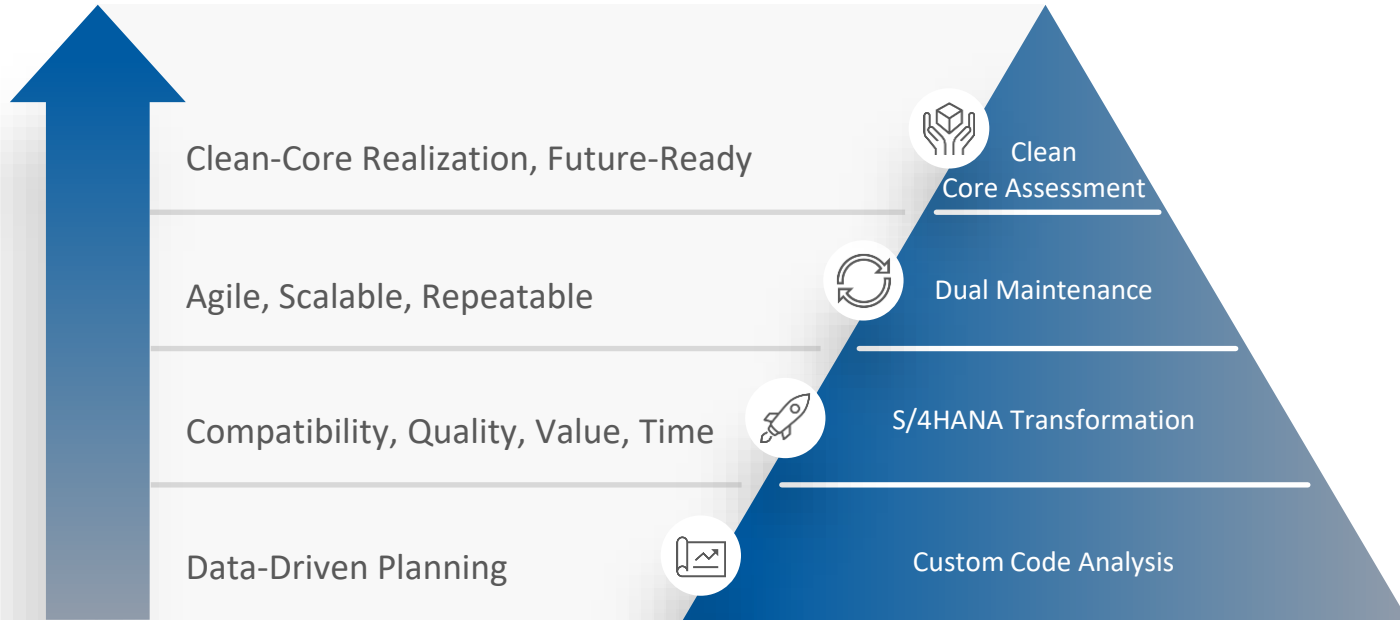 Clean-Core Realization, Future-Ready
Clean
Core Assessment
Agile, Scalable, Repeatable
Dual Maintenance
Compatibility, Quality, Value, Time
S/4HANA Transformation
Data-Driven Planning
Custom Code Analysis